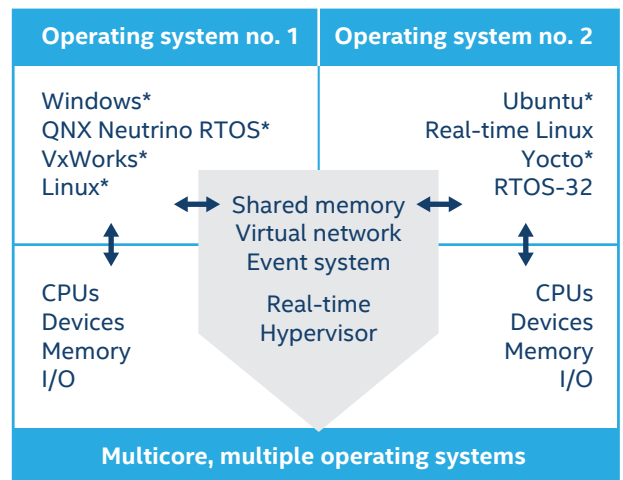 Operating system no. 1
Operating system no. 2
Windows*
QNX Neutrino RTOS*
VxWorks*
Linux*
Ubuntu*
Real-time Linux
Yocto*
RTOS-32
Shared memory
Virtual network
Event system
Real-time
Hypervisor
CPUs
Devices
Memory
I/O
CPUs
Devices
Memory
I/O
Multicore, multiple operating systems